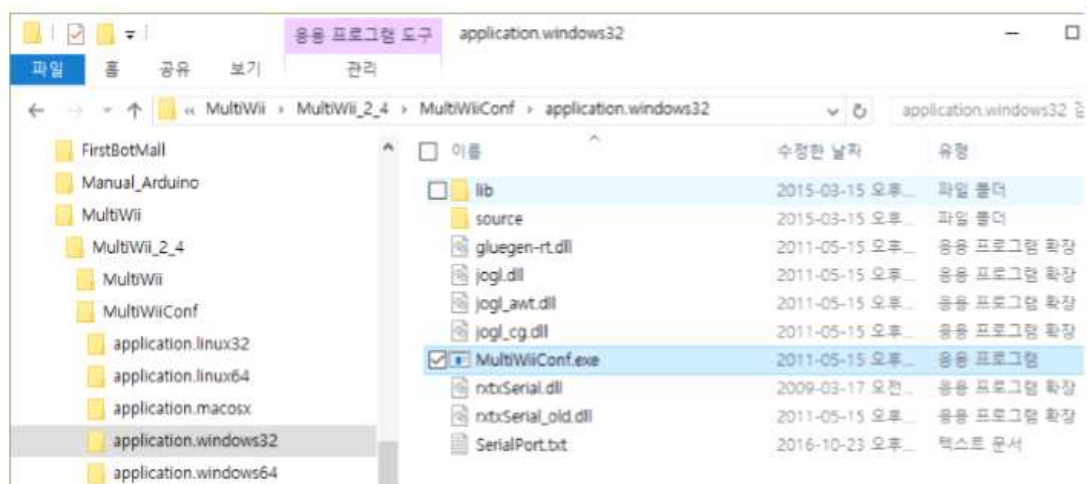 응용 프로그램 도구 application.windows32
파일 홈 공유 보기 관리
« MultiWii › MultiWii_2_4 › MultiWiiConf › application.windows32 application.windows32
FirstBotMall
Manual_Arduino
MultiWii
MultiWii_2_4
MultiWii
MultiWiiConf
application.linux32
application.linux64
application.macosx
application.windows32
application.windows64
이름 수정한 날짜 유형
lib 2015-03-15 오후... 파일 폴더
source 2015-03-15 오후... 파일 폴더
gluegen-rt.dll 2011-05-15 오후... 응용 프로그램 확장
jogl.dll 2011-05-15 오후... 응용 프로그램 확장
jogl_awt.dll 2011-05-15 오후... 응용 프로그램 확장
jogl_cg.dll 2011-05-15 오후... 응용 프로그램 확장
MultiWiiConf.exe 2011-05-15 오후... 응용 프로그램
rxtxSerial.dll 2009-03-17 오전... 응용 프로그램 확장
rxtxSerial_old.dll 2011-05-15 오후... 응용 프로그램 확장
SerialPort.txt 2016-10-23 오후... 텍스트 문서